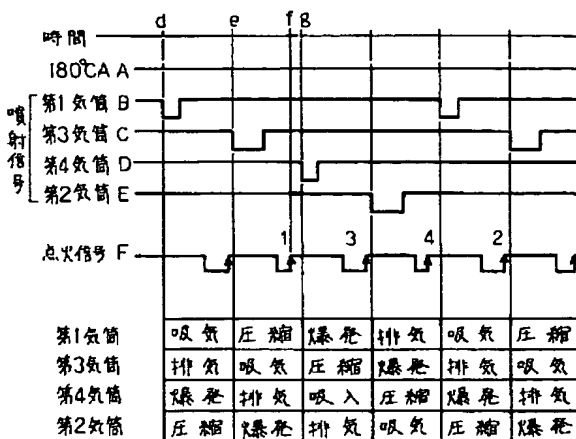 d e f g
時間
180°CA A
噴射信号
第1気筒 B
第3気筒 C
第4気筒 D
第2気筒 E
点火信号 F 1 3 4 2
第1気筒 吸気 圧縮 爆発 排気 吸気 圧縮
第3気筒 排気 吸気 圧縮 爆発 排気 吸気
第4気筒 爆発 排気 吸入 圧縮 爆発 排気
第2気筒 圧縮 爆発 排気 吸気 圧縮 爆発